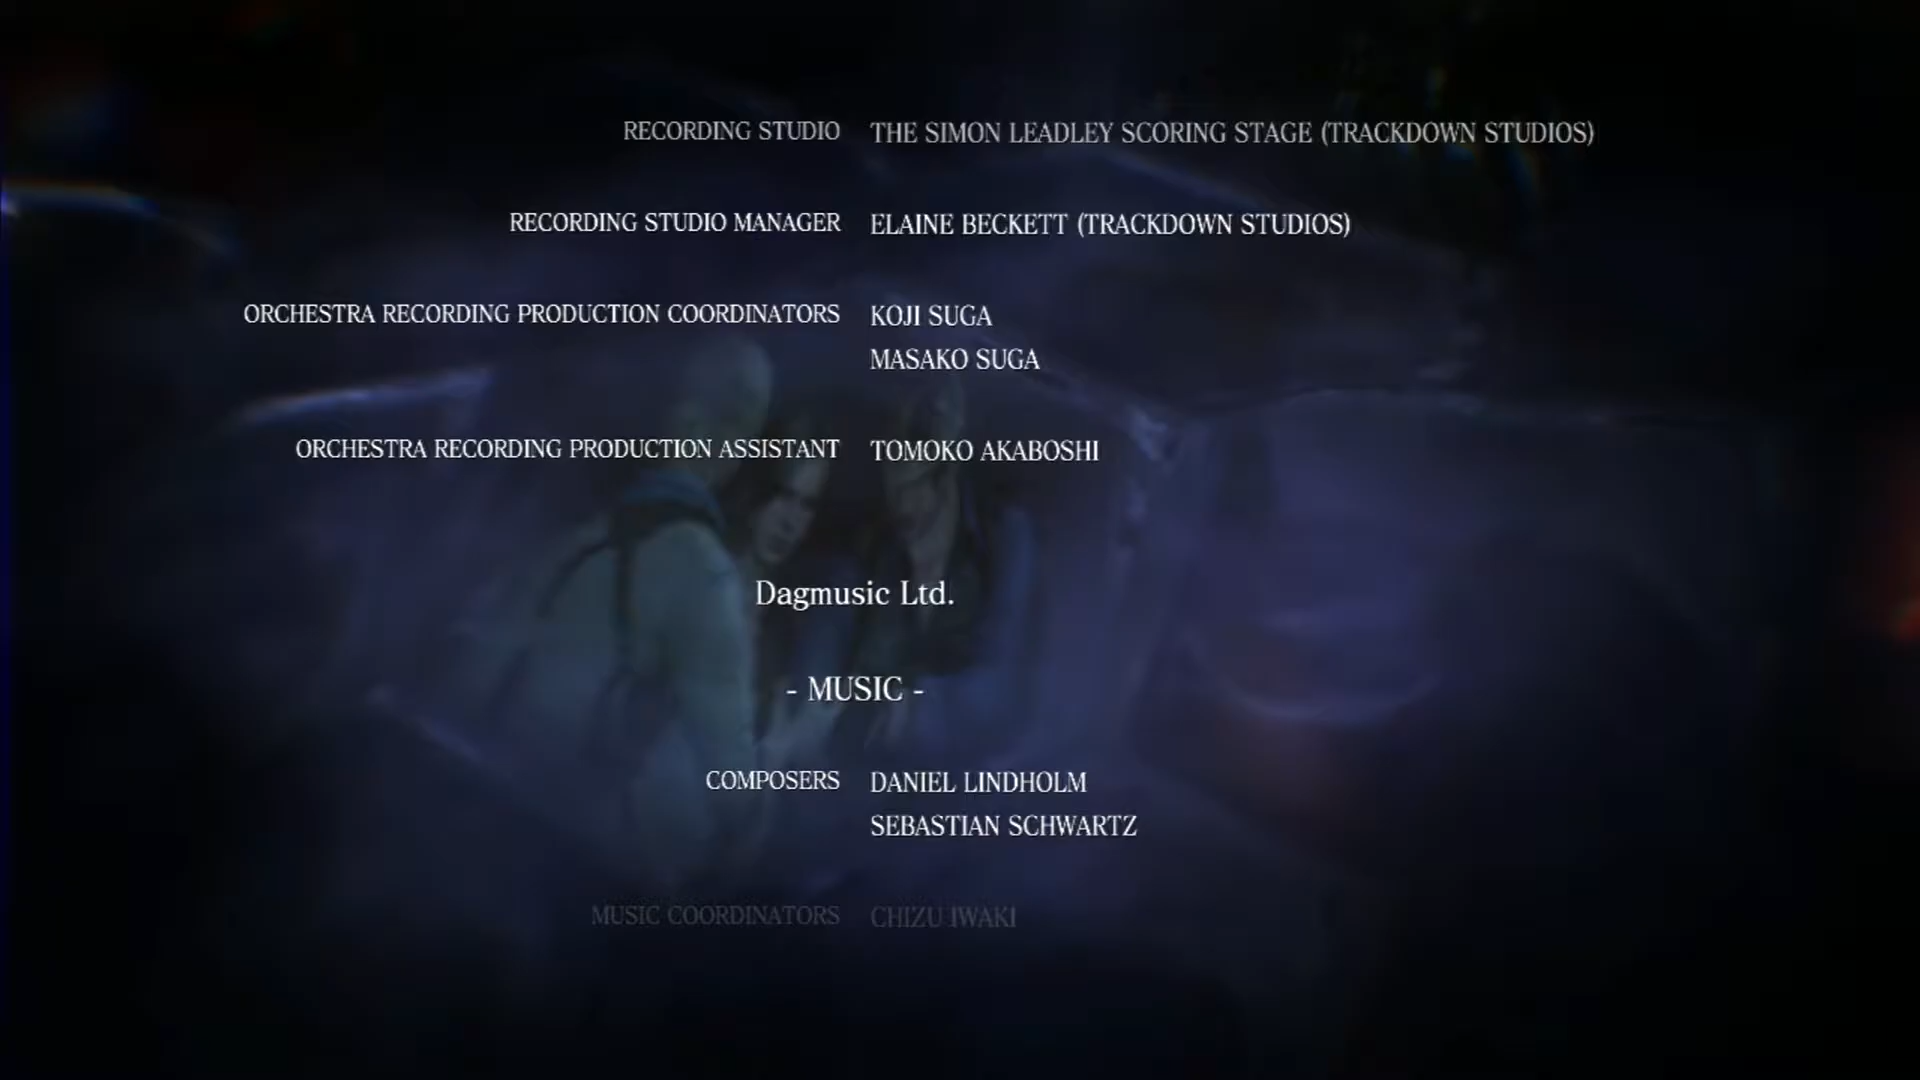 RECORDING STUDIO THE SIMON LEADLEY SCORING STAGE (TRACKDOWN STUDIOS)
RECORDING STUDIO MANAGER ELAINE BECKETT (TRACKDOWN STUDIOS)
ORCHESTRA RECORDING PRODUCTION COORDINATORS KOJI SUGA
MASAKO SUGA
ORCHESTRA RECORDING PRODUCTION ASSISTANT TOMOKO AKABOSHI
Dagmusic Ltd.
- MUSIC -
COMPOSERS DANIEL LINDHOLM
SEBASTIAN SCHWARTZ
MUSIC COORDINATORS CHIZU IWAKI